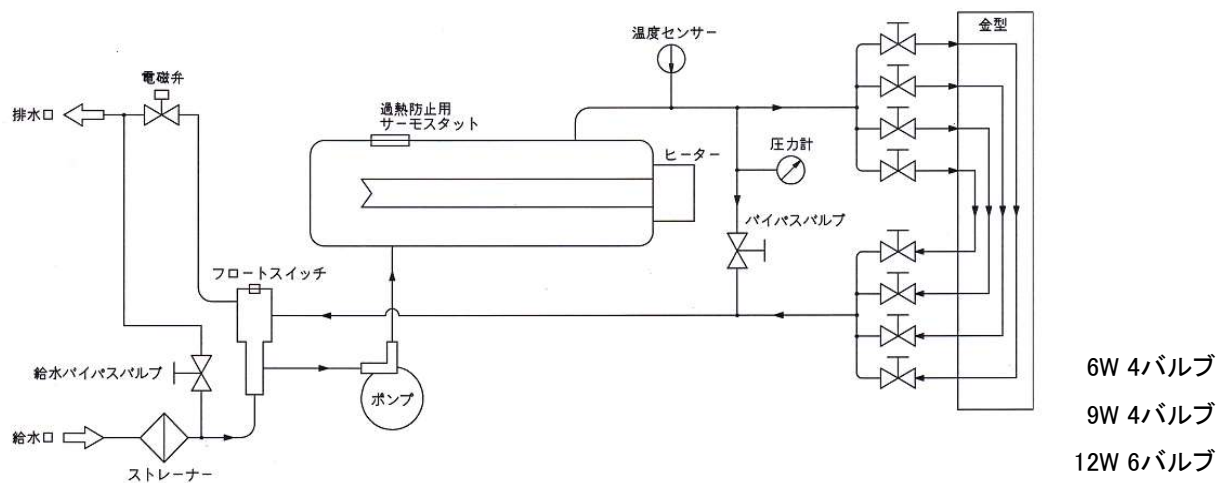 金型
温度センサー
電磁弁
排水口
過熱防止用
サーモスタット
圧力計
ヒーター
バイパスバルブ
フロートスイッチ
給水バイパスバルブ
ポンプ
給水口
ストレーナー
6W 4バルブ
9W 4バルブ
12W 6バルブ